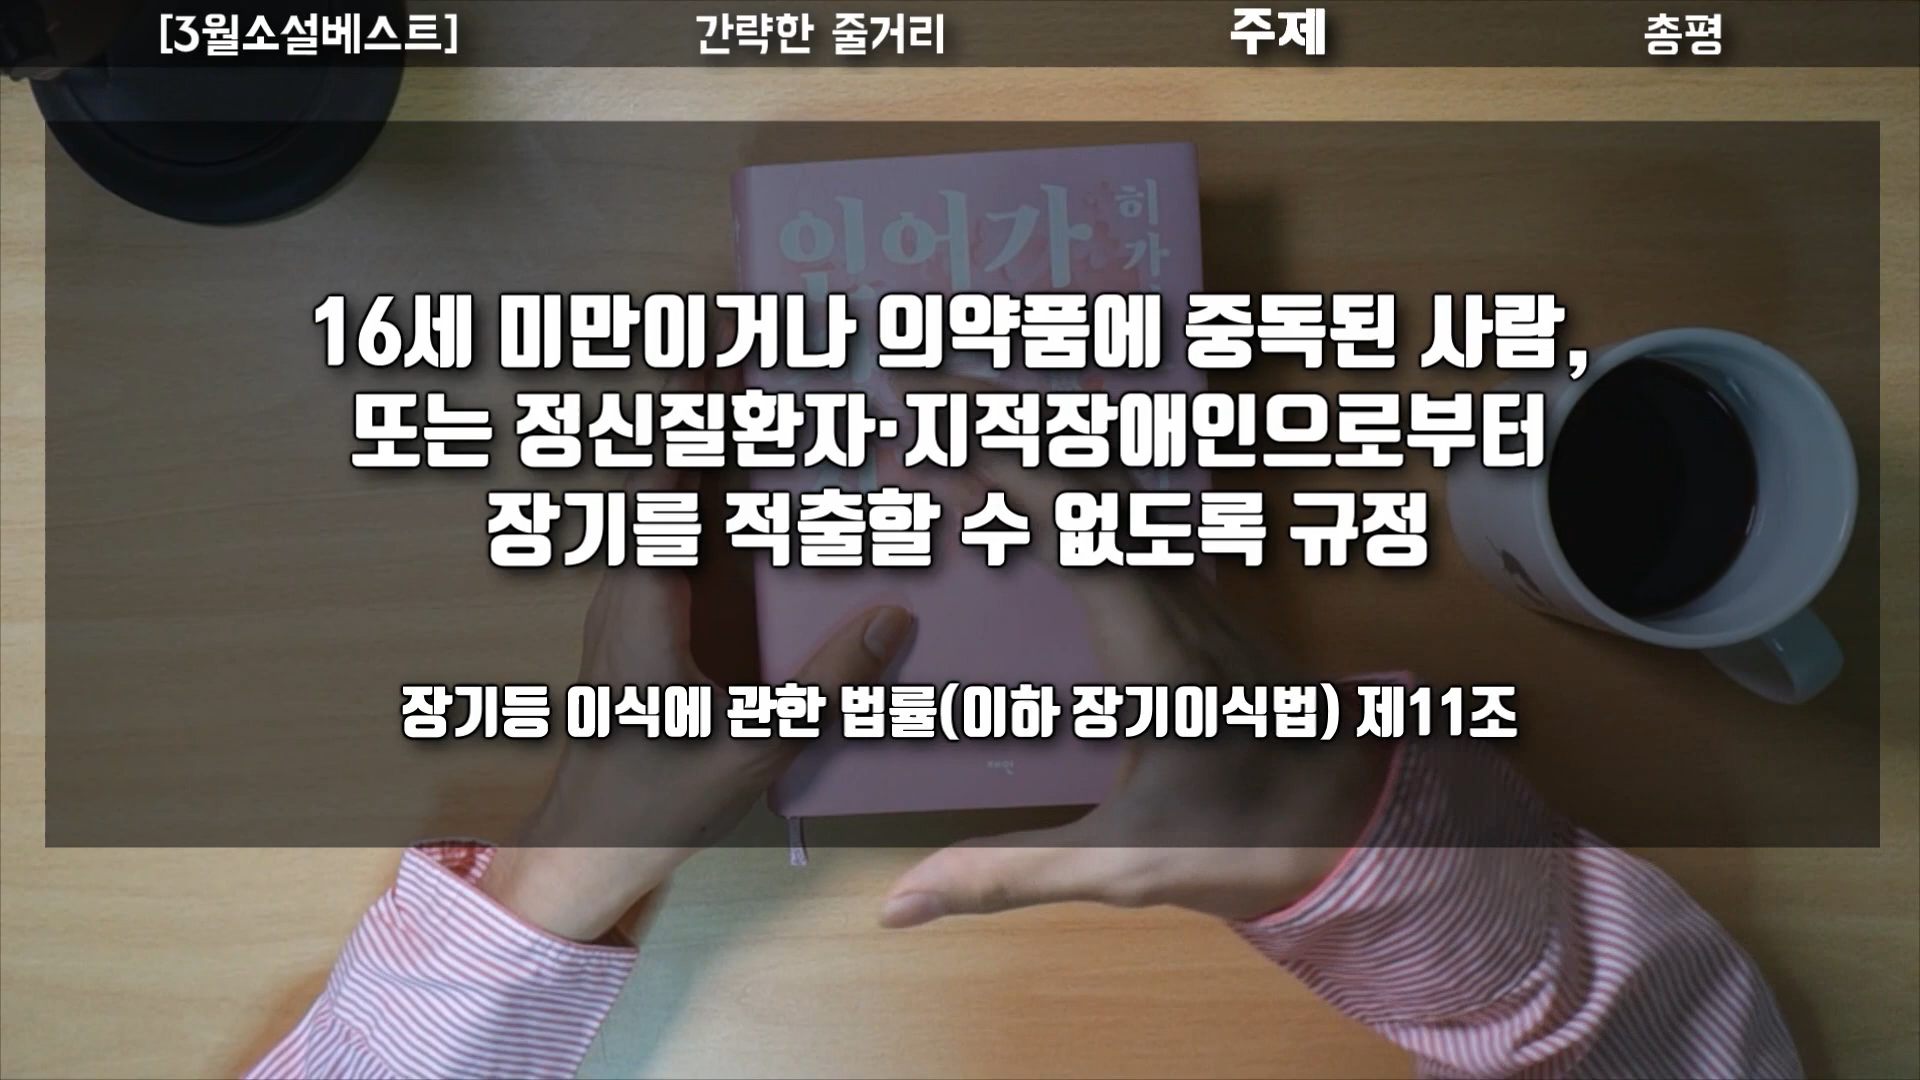 [3월소설베스트]
간략한 줄거리
주제
총평
16세 미만이거나 의약품에 중독된 사람,
또는 정신질환자·지적장애인으로부터
장기를 적출할 수 없도록 규정
장기등 이식에 관한 법률(이하 장기이식법) 제11조